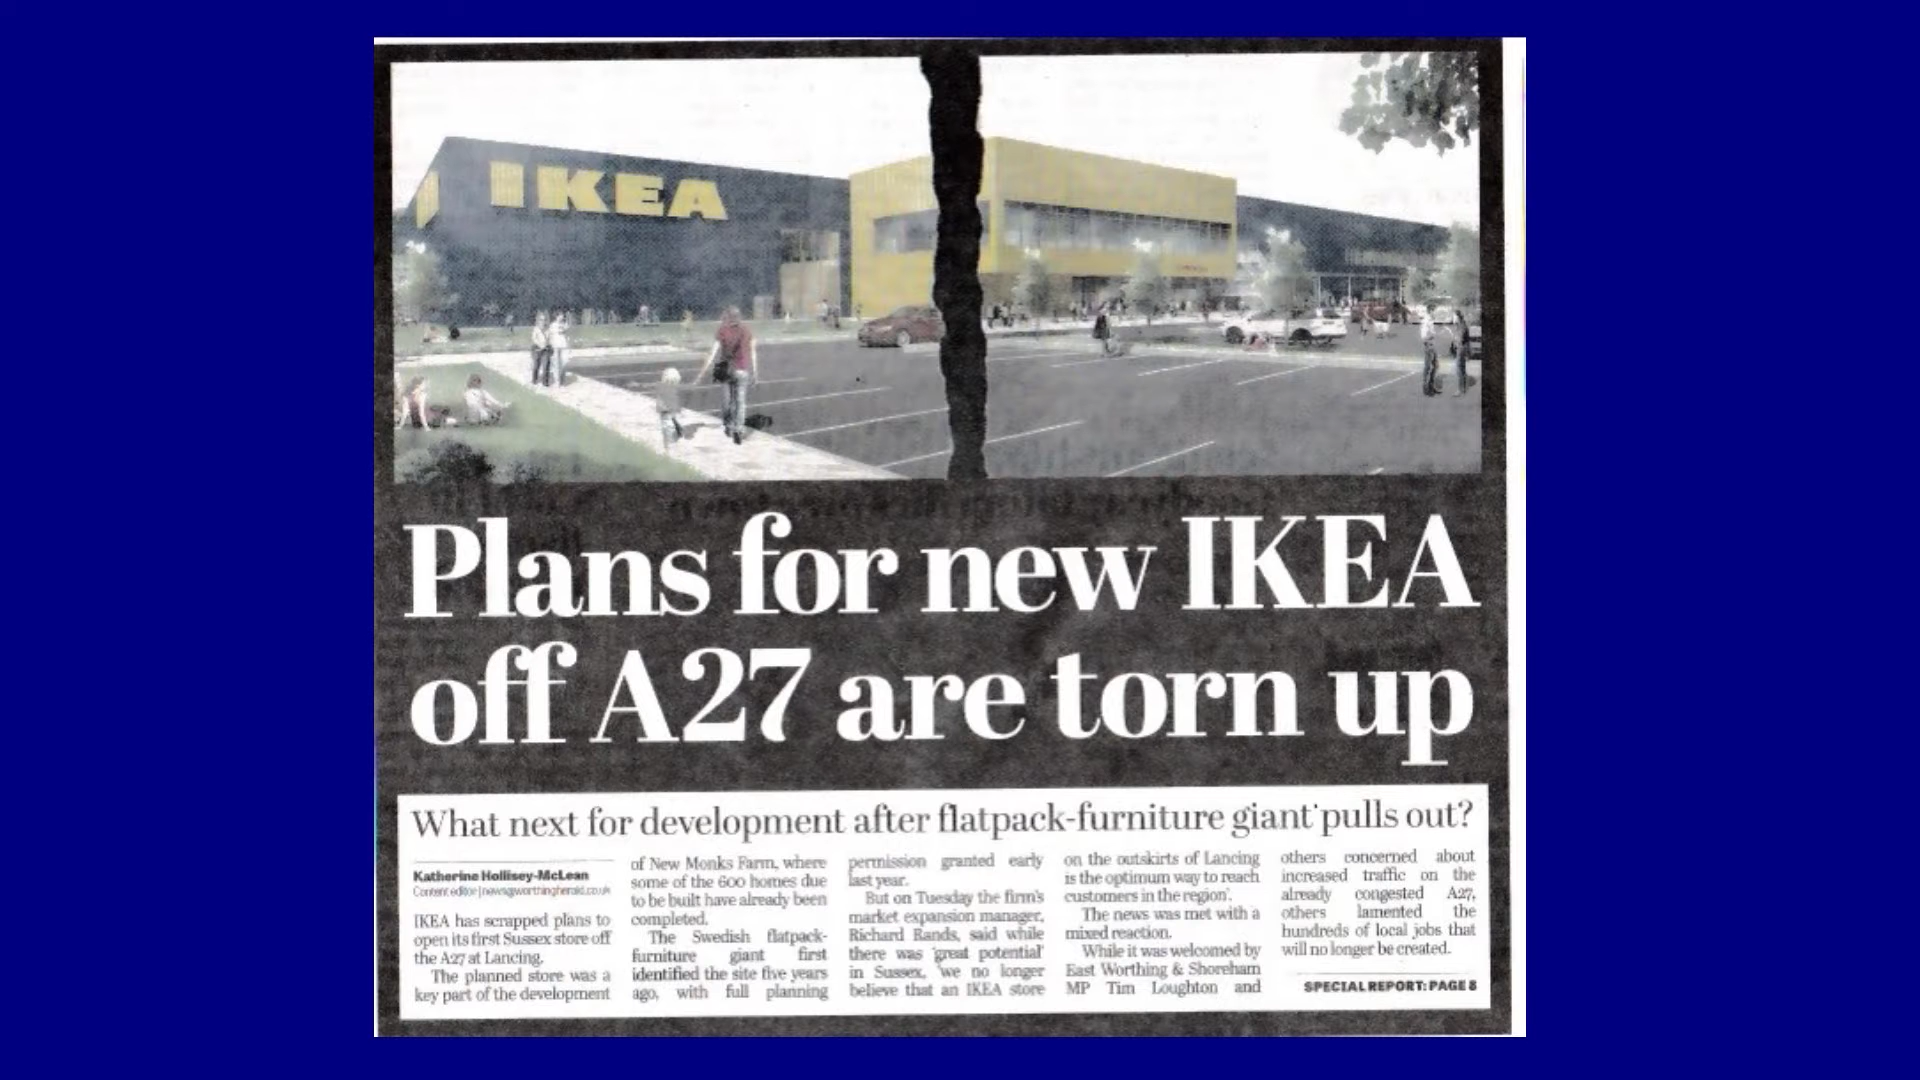 IKEA
Plans for new IKEA
off A27 are torn up
What next for development after flatpack-furniture giant pulls out?
Katherine Hollisey-McLean
Content editor | news@worthingherald.co.uk
IKEA has scrapped plans to
open its first Sussex store off
the A27 at Lancing.
The planned store was a
key part of the development
of New Monks Farm, where
some of the 600 homes due
to be built have already been
completed.
The Swedish flatpack-
furniture giant first
identified the site five years
ago, with full planning
permission granted early
last year.
But on Tuesday the firm's
market expansion manager,
Richard Rands, said while
there was 'great potential'
in Sussex, 'we no longer
believe that an IKEA store
on the outskirts of Lancing
is the optimum way to reach
customers in the region'.
The news was met with a
mixed reaction.
While it was welcomed by
East Worthing & Shoreham
MP Tim Loughton and
others concerned about
increased traffic on the
already congested A27,
others lamented the
hundreds of local jobs that
will no longer be created.
SPECIAL REPORT: PAGE 8